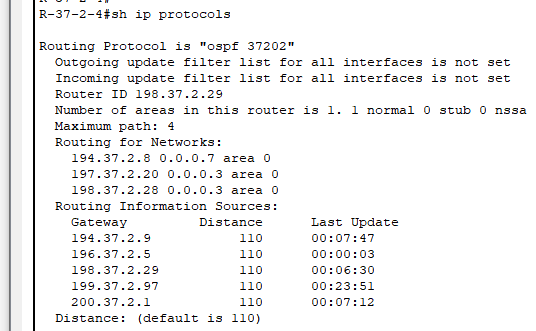 R-37-2-4#sh ip protocols
Routing Protocol is "ospf 37202"
Outgoing update filter list for all interfaces is not set
Incoming update filter list for all interfaces is not set
Router ID 198.37.2.29
Number of areas in this router is 1. 1 normal 0 stub 0 nssa
Maximum path: 4
Routing for Networks:
194.37.2.8 0.0.0.7 area 0
197.37.2.20 0.0.0.3 area 0
198.37.2.28 0.0.0.3 area 0
Routing Information Sources:
Gateway Distance Last Update
194.37.2.9 110 00:07:47
196.37.2.5 110 00:00:03
198.37.2.29 110 00:06:30
199.37.2.97 110 00:23:51
200.37.2.1 110 00:07:12
Distance: (default is 110)